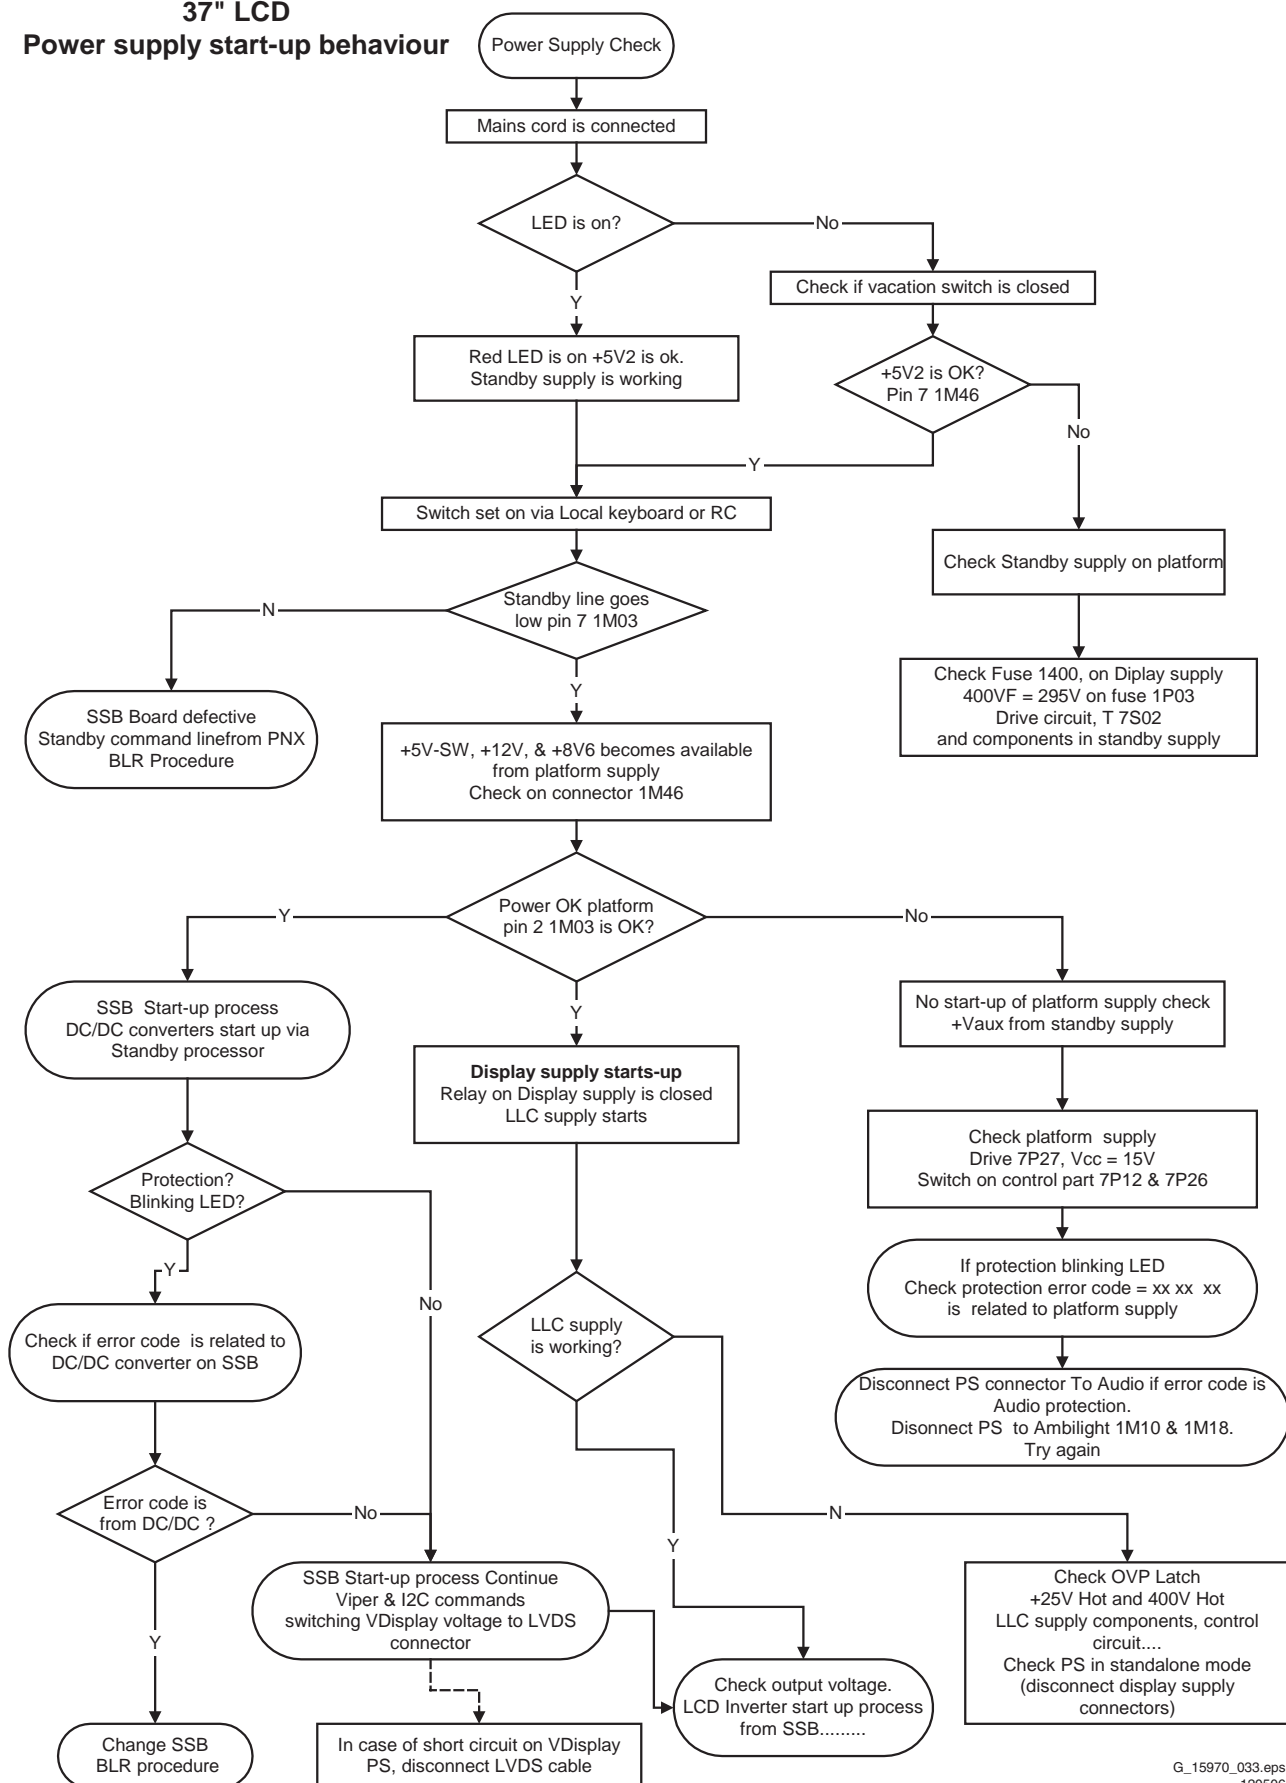 37" LCD
Power supply start-up behaviour
Power Supply Check
Mains cord is connected
LED is on?
No
Check if vacation switch is closed
Y
Red LED is on +5V2 is ok.
Standby supply is working
+5V2 is OK?
Pin 7 1M46
No
Y
Switch set on via Local keyboard or RC
Check Standby supply on platform
Standby line goes
low pin 7 1M03
N
Check Fuse 1400, on Diplay supply
400VF = 295V on fuse 1P03
Drive circuit, T 7S02
and components in standby supply
SSB Board defective
Standby command linefrom PNX
BLR Procedure
Y
+5V-SW, +12V, & +8V6 becomes available
from platform supply
Check on connector 1M46
Power OK platform
pin 2 1M03 is OK?
Y
No
SSB Start-up process
DC/DC converters start up via
Standby processor
Y
No start-up of platform supply check
+Vaux from standby supply
Display supply starts-up
Relay on Display supply is closed
LLC supply starts
Check platform supply
Drive 7P27, Vcc = 15V
Switch on control part 7P12 & 7P26
Protection?
Blinking LED?
Y
No
If protection blinking LED
Check protection error code = xx xx xx
is related to platform supply
Check if error code is related to
DC/DC converter on SSB
LLC supply
is working?
Disconnect PS connector To Audio if error code is
Audio protection.
Disonnect PS to Ambilight 1M10 & 1M18.
Try again
Error code is
from DC/DC ?
No
N
Y
SSB Start-up process Continue
Viper & I2C commands
switching VDisplay voltage to LVDS
connector
Check OVP Latch
+25V Hot and 400V Hot
LLC supply components, control
circuit....
Check PS in standalone mode
(disconnect display supply
connectors)
Y
Check output voltage.
LCD Inverter start up process
from SSB.........
Change SSB
BLR procedure
In case of short circuit on VDisplay
PS, disconnect LVDS cable
G_15970_033.eps